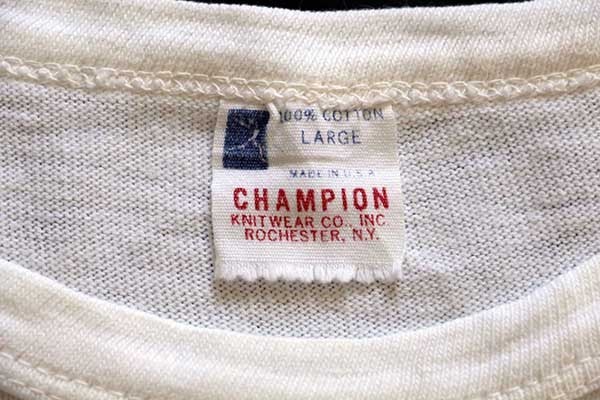 100% COTTON
LARGE
MADE IN U.S.A
CHAMPION
KNITWEAR CO., INC
ROCHESTER, N.Y.